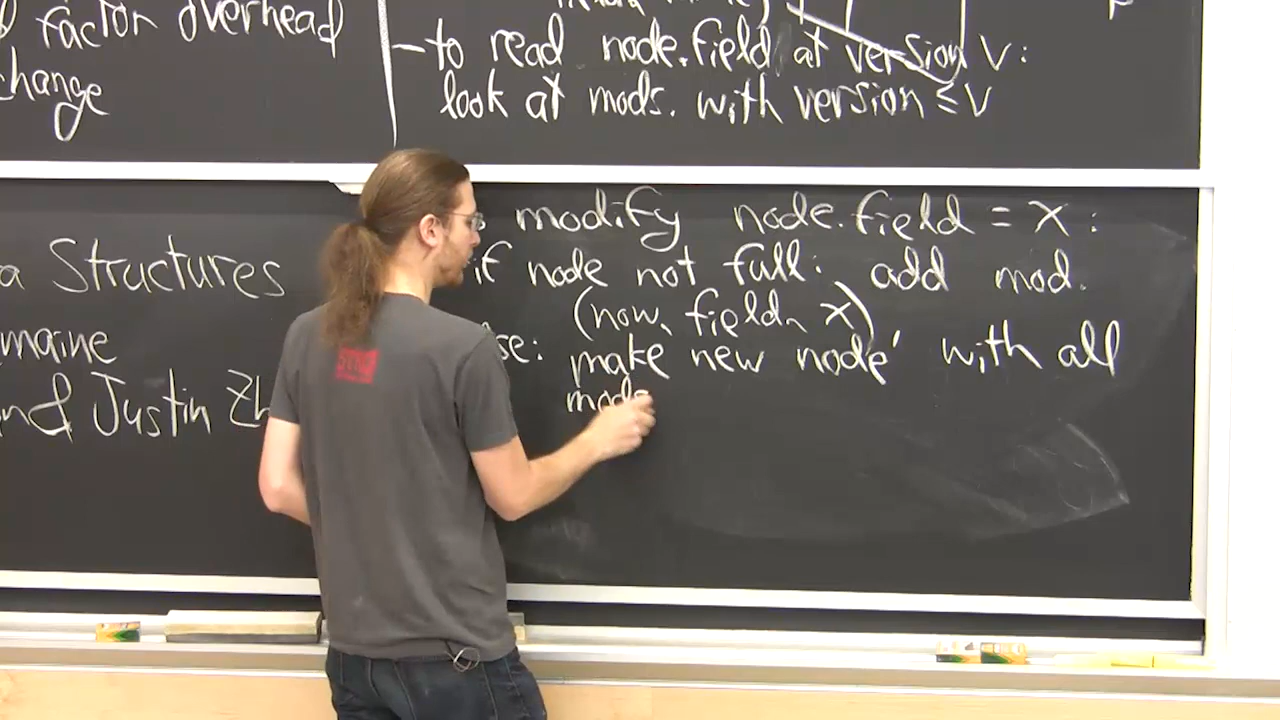 factor overhead
change
- to read node.field at version V:
look at mods. with version ≤ V
a Structures
maine
and Justin Zh
modify node.field = X:
if node not full: add mod.
(now, field, X)
se: make new node' with all
mods